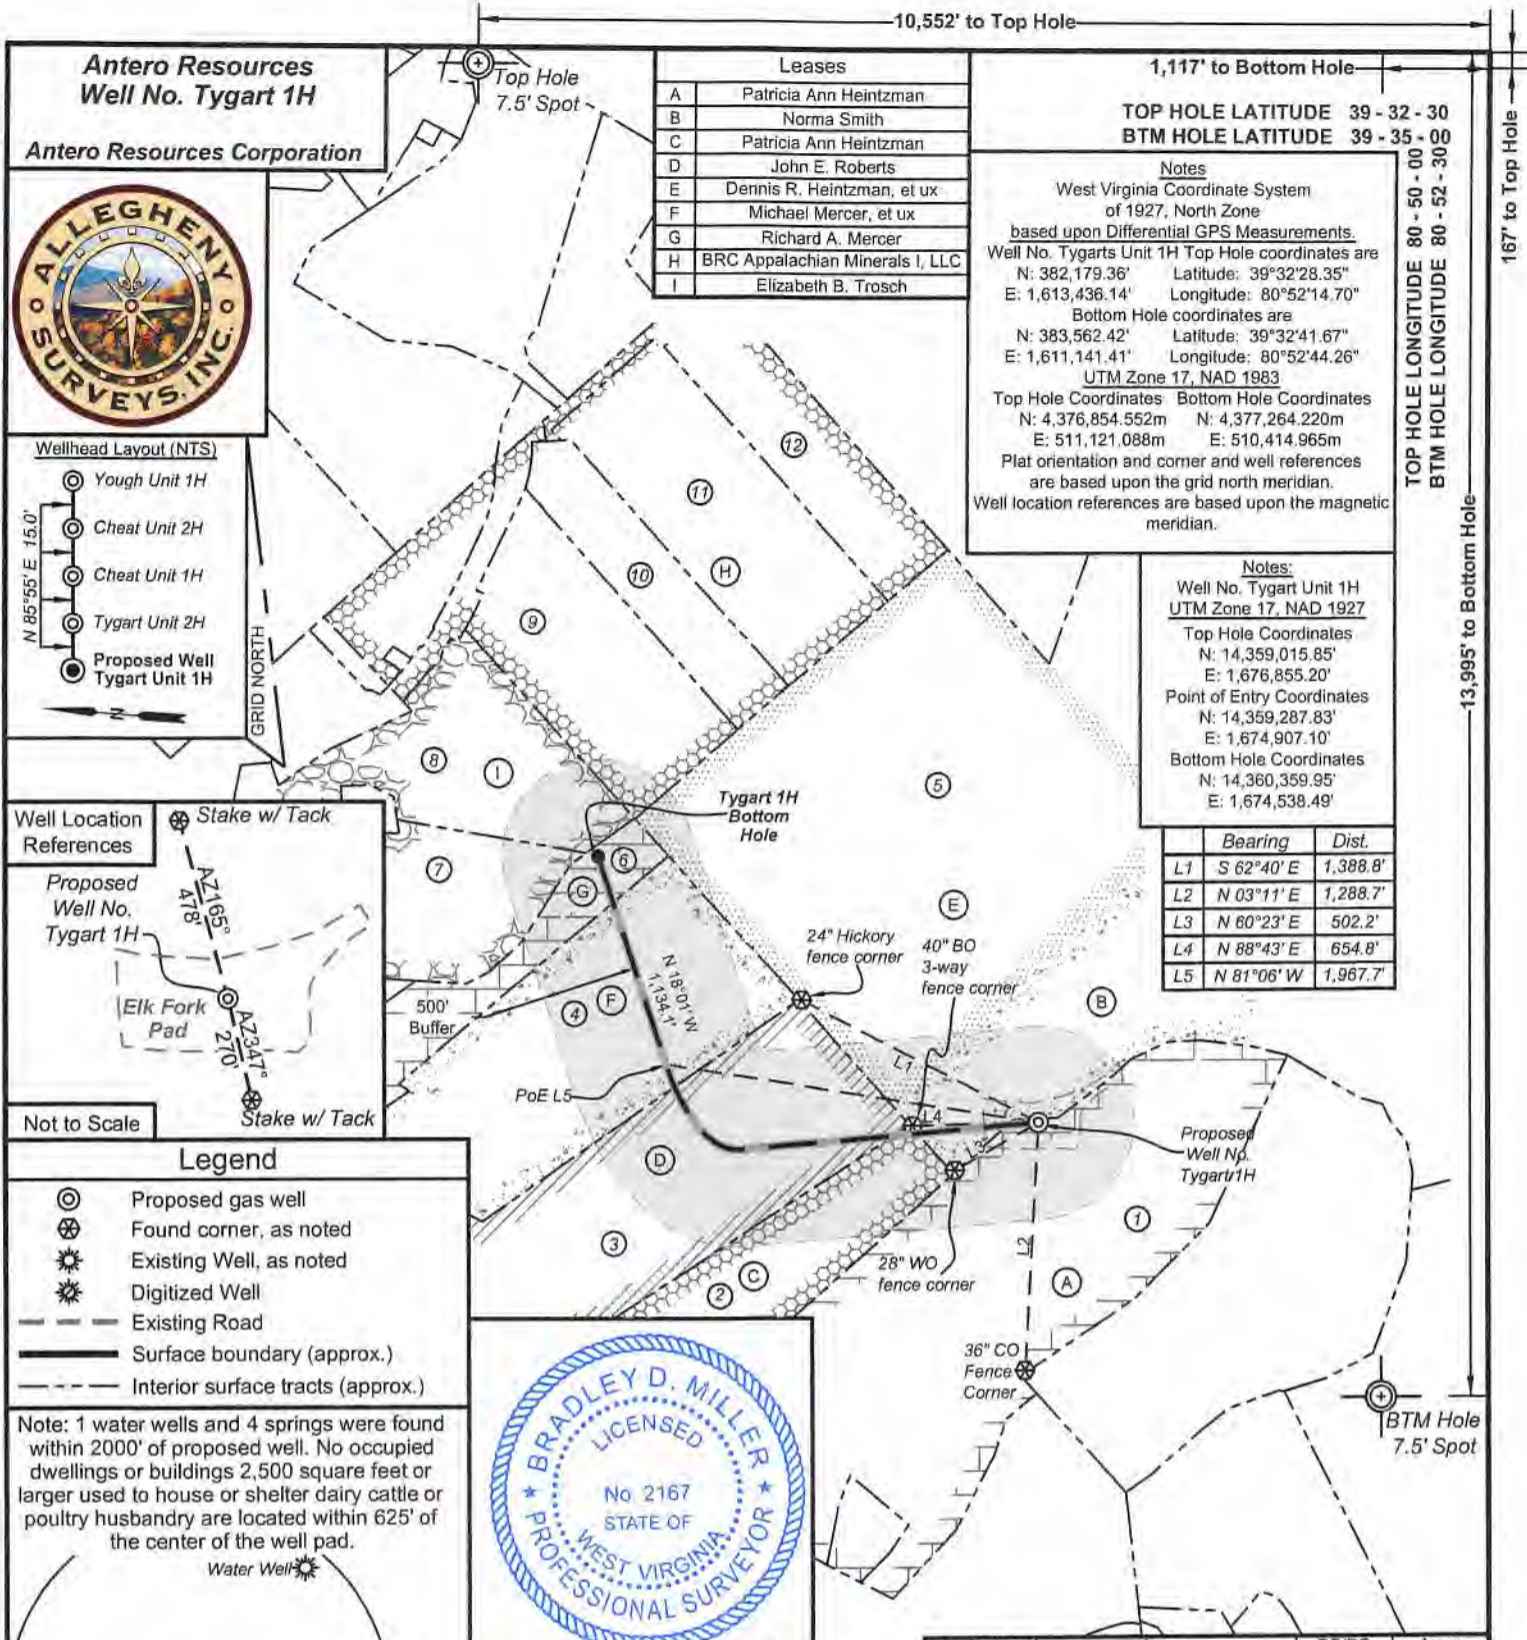 10,552' to Top Hole
Antero Resources
Well No. Tygart 1H
Antero Resources Corporation
Top Hole
7.5' Spot
Leases
A Patricia Ann Heintzman
B Norma Smith
C Patricia Ann Heintzman
D John E. Roberts
E Dennis R. Heintzman, et ux
F Michael Mercer, et ux
G Richard A. Mercer
H BRC Appalachian Minerals I, LLC
I Elizabeth B. Trosch
1,117' to Bottom Hole
TOP HOLE LATITUDE 39 - 32 - 30
BTM HOLE LATITUDE 39 - 35 - 00
TOP HOLE LONGITUDE 80 - 50 - 00
BTM HOLE LONGITUDE 80 - 52 - 30
167' to Top Hole
13,995' to Bottom Hole
Notes
West Virginia Coordinate System
of 1927, North Zone
based upon Differential GPS Measurements.
Well No. Tygarts Unit 1H Top Hole coordinates are
N: 382,179.36' Latitude: 39°32'28.35"
E: 1,613,436.14' Longitude: 80°52'14.70"
Bottom Hole coordinates are
N: 383,562.42' Latitude: 39°32'41.67"
E: 1,611,141.41' Longitude: 80°52'44.26"
UTM Zone 17, NAD 1983
Top Hole Coordinates Bottom Hole Coordinates
N: 4,376,854.552m N: 4,377,264.220m
E: 511,121.088m E: 510,414.965m
Plat orientation and corner and well references
are based upon the grid north meridian.
Well location references are based upon the magnetic
meridian.
ALLEGHENY
SURVEYS, INC.
Wellhead Layout (NTS)
Yough Unit 1H
Cheat Unit 2H
Cheat Unit 1H
Tygart Unit 2H
Proposed Well
Tygart Unit 1H
N 85°55' E 15.0'
N
GRID NORTH
Notes:
Well No. Tygart Unit 1H
UTM Zone 17, NAD 1927
Top Hole Coordinates
N: 14,359,015.85'
E: 1,676,855.20'
Point of Entry Coordinates
N: 14,359,287.83'
E: 1,674,907.10'
Bottom Hole Coordinates
N: 14,360,359.95'
E: 1,674,538.49'
Bearing Dist.
L1 S 62°40' E 1,388.8'
L2 N 03°11' E 1,288.7'
L3 N 60°23' E 502.2'
L4 N 88°43' E 654.8'
L5 N 81°06' W 1,967.7'
12
11
10
H
9
8
I
5
7
6
G
E
B
4
F
D
3
C
2
1
A
Tygart 1H
Bottom
Hole
24" Hickory
fence corner
40" BO
3-way
fence corner
N 18°01' W
1,134.1'
500'
Buffer
PoE L5
L1
L4
L2
Proposed
Well No.
Tygart 1H
28" WO
fence corner
36" CO
Fence
Corner
BTM Hole
7.5' Spot
Well Location
References
Stake w/ Tack
AZ165°
478'
Proposed
Well No.
Tygart 1H
Elk Fork
Pad
AZ347°
270'
Stake w/ Tack
Not to Scale
Legend
Proposed gas well
Found corner, as noted
Existing Well, as noted
Digitized Well
Existing Road
Surface boundary (approx.)
Interior surface tracts (approx.)
Note: 1 water wells and 4 springs were found
within 2000' of proposed well. No occupied
dwellings or buildings 2,500 square feet or
larger used to house or shelter dairy cattle or
poultry husbandry are located within 625' of
the center of the well pad.
Water Well
BRADLEY D. MILLER
LICENSED
No. 2167
STATE OF
WEST VIRGINIA
PROFESSIONAL SURVEYOR